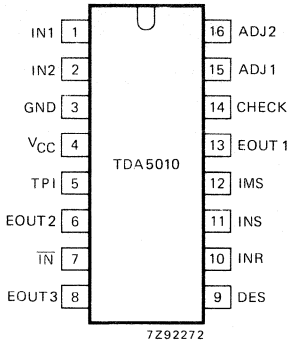 IN1 1 16 ADJ2
IN2 2 15 ADJ1
GND 3 14 CHECK
VCC 4 13 EOUT1
TDA5010
TPI 5 12 IMS
EOUT2 6 11 INS
IN 7 10 INR
EOUT3 8 9 DES
7Z92272